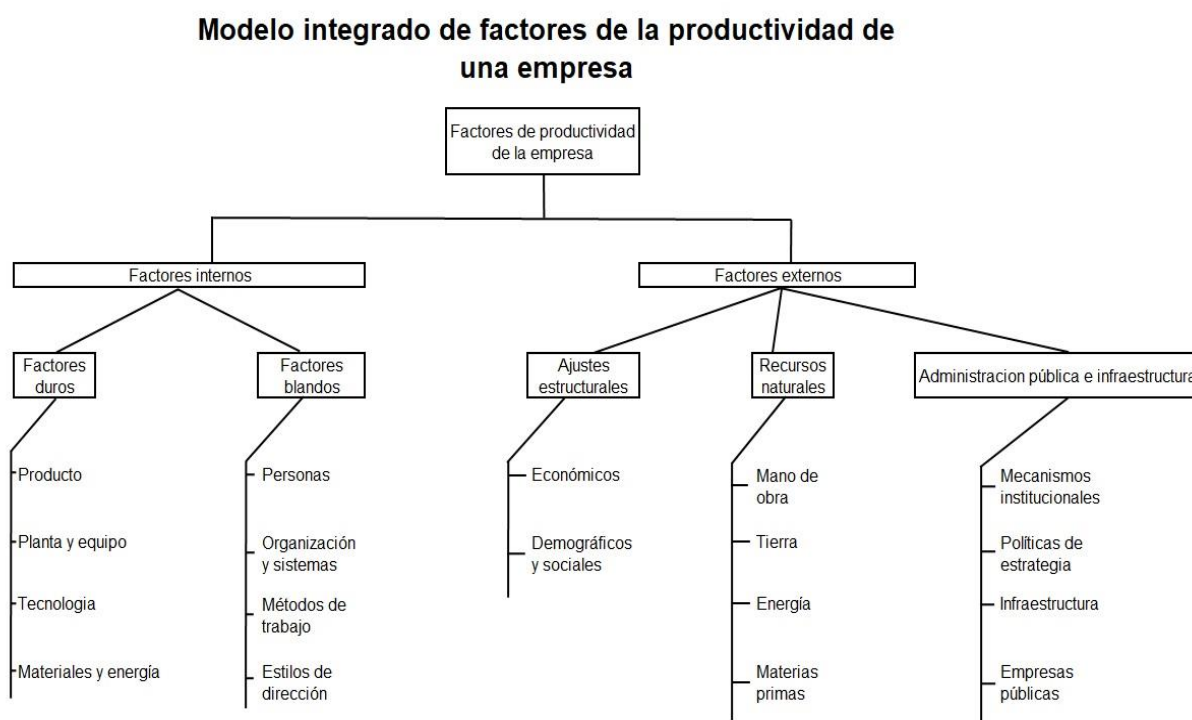 Modelo integrado de factores de la productividad de
una empresa
Factores de productividad
de la empresa
Factores internos
Factores externos
Factores
duros
Factores
blandos
Ajustes
estructurales
Recursos
naturales
Administracion pública e infraestructura
Producto
Planta y equipo
Tecnologia
Materiales y energía
Personas
Organización
y sistemas
Métodos de
trabajo
Estilos de
dirección
Económicos
Demográficos
y sociales
Mano de
obra
Tierra
Energía
Materias
primas
Mecanismos
institucionales
Políticas de
estrategia
Infraestructura
Empresas
públicas